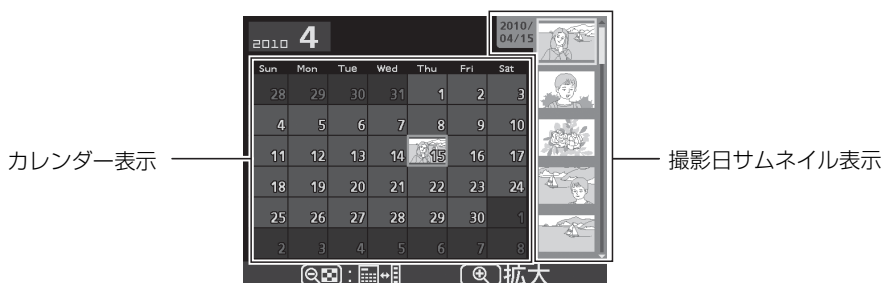 2010 4
2010/
04/15
Sun Mon Tue Wed Thu Fri Sat
28 29 30 31 1 2 3
4 5 6 7 8 9 10
カレンダー表示
11 12 13 14 15 16 17
撮影日サムネイル表示
18 19 20 21 22 23 24
25 26 27 28 29 30 1
2 3 4 5 6 7 8
: 拡大